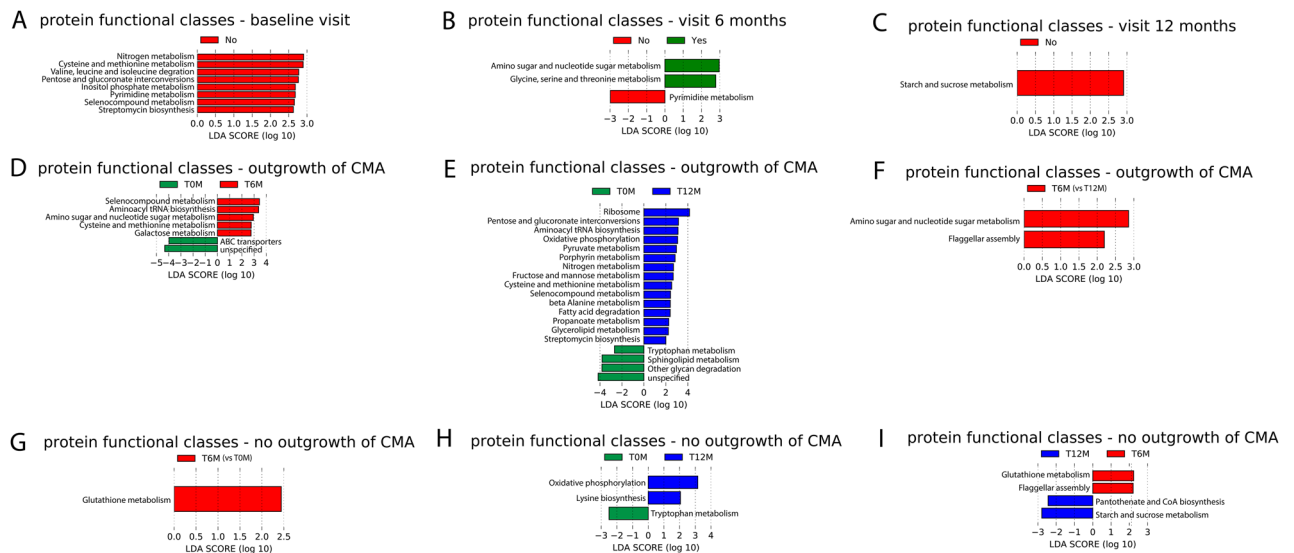 A protein functional classes - baseline visit
No
Nitrogen metabolism
Cysteine and methionine metabolism
Valine, leucine and isoleucine degration
Pentose and gluconate interconversions
Inositol phosphate metabolism
Pyrimidine metabolism
Selenocompound metabolism
Streptomycin biosynthesis
0.0 0.5 1.0 1.5 2.0 2.5 3.0
LDA SCORE (log 10)
B protein functional classes - visit 6 months
No Yes
Amino sugar and nucleotide sugar metabolism
Glycine, serine and threonine metabolism
Pyrimidine metabolism
−3 −2 −1 0 1 2 3
LDA SCORE (log 10)
C protein functional classes - visit 12 months
No
Starch and sucrose metabolism
0.0 0.5 1.0 1.5 2.0 2.5 3.0
LDA SCORE (log 10)
D protein functional classes - outgrowth of CMA
T0M T6M
Selenocompound metabolism
Aminoacyl tRNA biosynthesis
Amino sugar and nucleotide sugar metabolism
Cysteine and methionine metabolism
Galactose metabolism
ABC transporters
unspecified
−5−4−3−2−1 0 1 2 3 4
LDA SCORE (log 10)
E protein functional classes - outgrowth of CMA
T0M T12M
Ribosome
Pentose and gluconrate interconversions
Aminoacyl tRNA biosynthesis
Oxidative phosphorylation
Pyruvate metabolism
Porphyrin metabolism
Nitrogen metabolism
Fructose and mannose metabolism
Cysteine and methionine metabolism
Selenocompound metabolism
beta Alanine metabolism
Fatty acid degradation
Propanoate metabolism
Glycerolipid metabolism
Streptomycin biosynthesis
Tryptophan metabolism
Sphingolipid metabolism
Other glycan degradation
unspecified
−4 −2 0 2 4
LDA SCORE (log 10)
F protein functional classes - outgrowth of CMA
T6M (vs T12M)
Amino sugar and nucleotide sugar metabolism
Flaggellar assembly
0.0 0.5 1.0 1.5 2.0 2.5 3.0
LDA SCORE (log 10)
G protein functional classes - no outgrowth of CMA
T6M (vs T0M)
Glutathione metabolism
0.0 0.5 1.0 1.5 2.0 2.5
LDA SCORE (log 10)
H protein functional classes - no outgrowth of CMA
T0M T12M
Oxidative phosphorylation
Lysine biosynthesis
Tryptophan metabolism
−3 −2 −1 0 1 2 3 4
LDA SCORE (log 10)
I protein functional classes - no outgrowth of CMA
T12M T6M
Glutathione metabolism
Flaggellar assembly
Pantothenate and CoA biosynthesis
Starch and sucrose metabolism
−3 −2 −1 0 1 2 3
LDA SCORE (log 10)